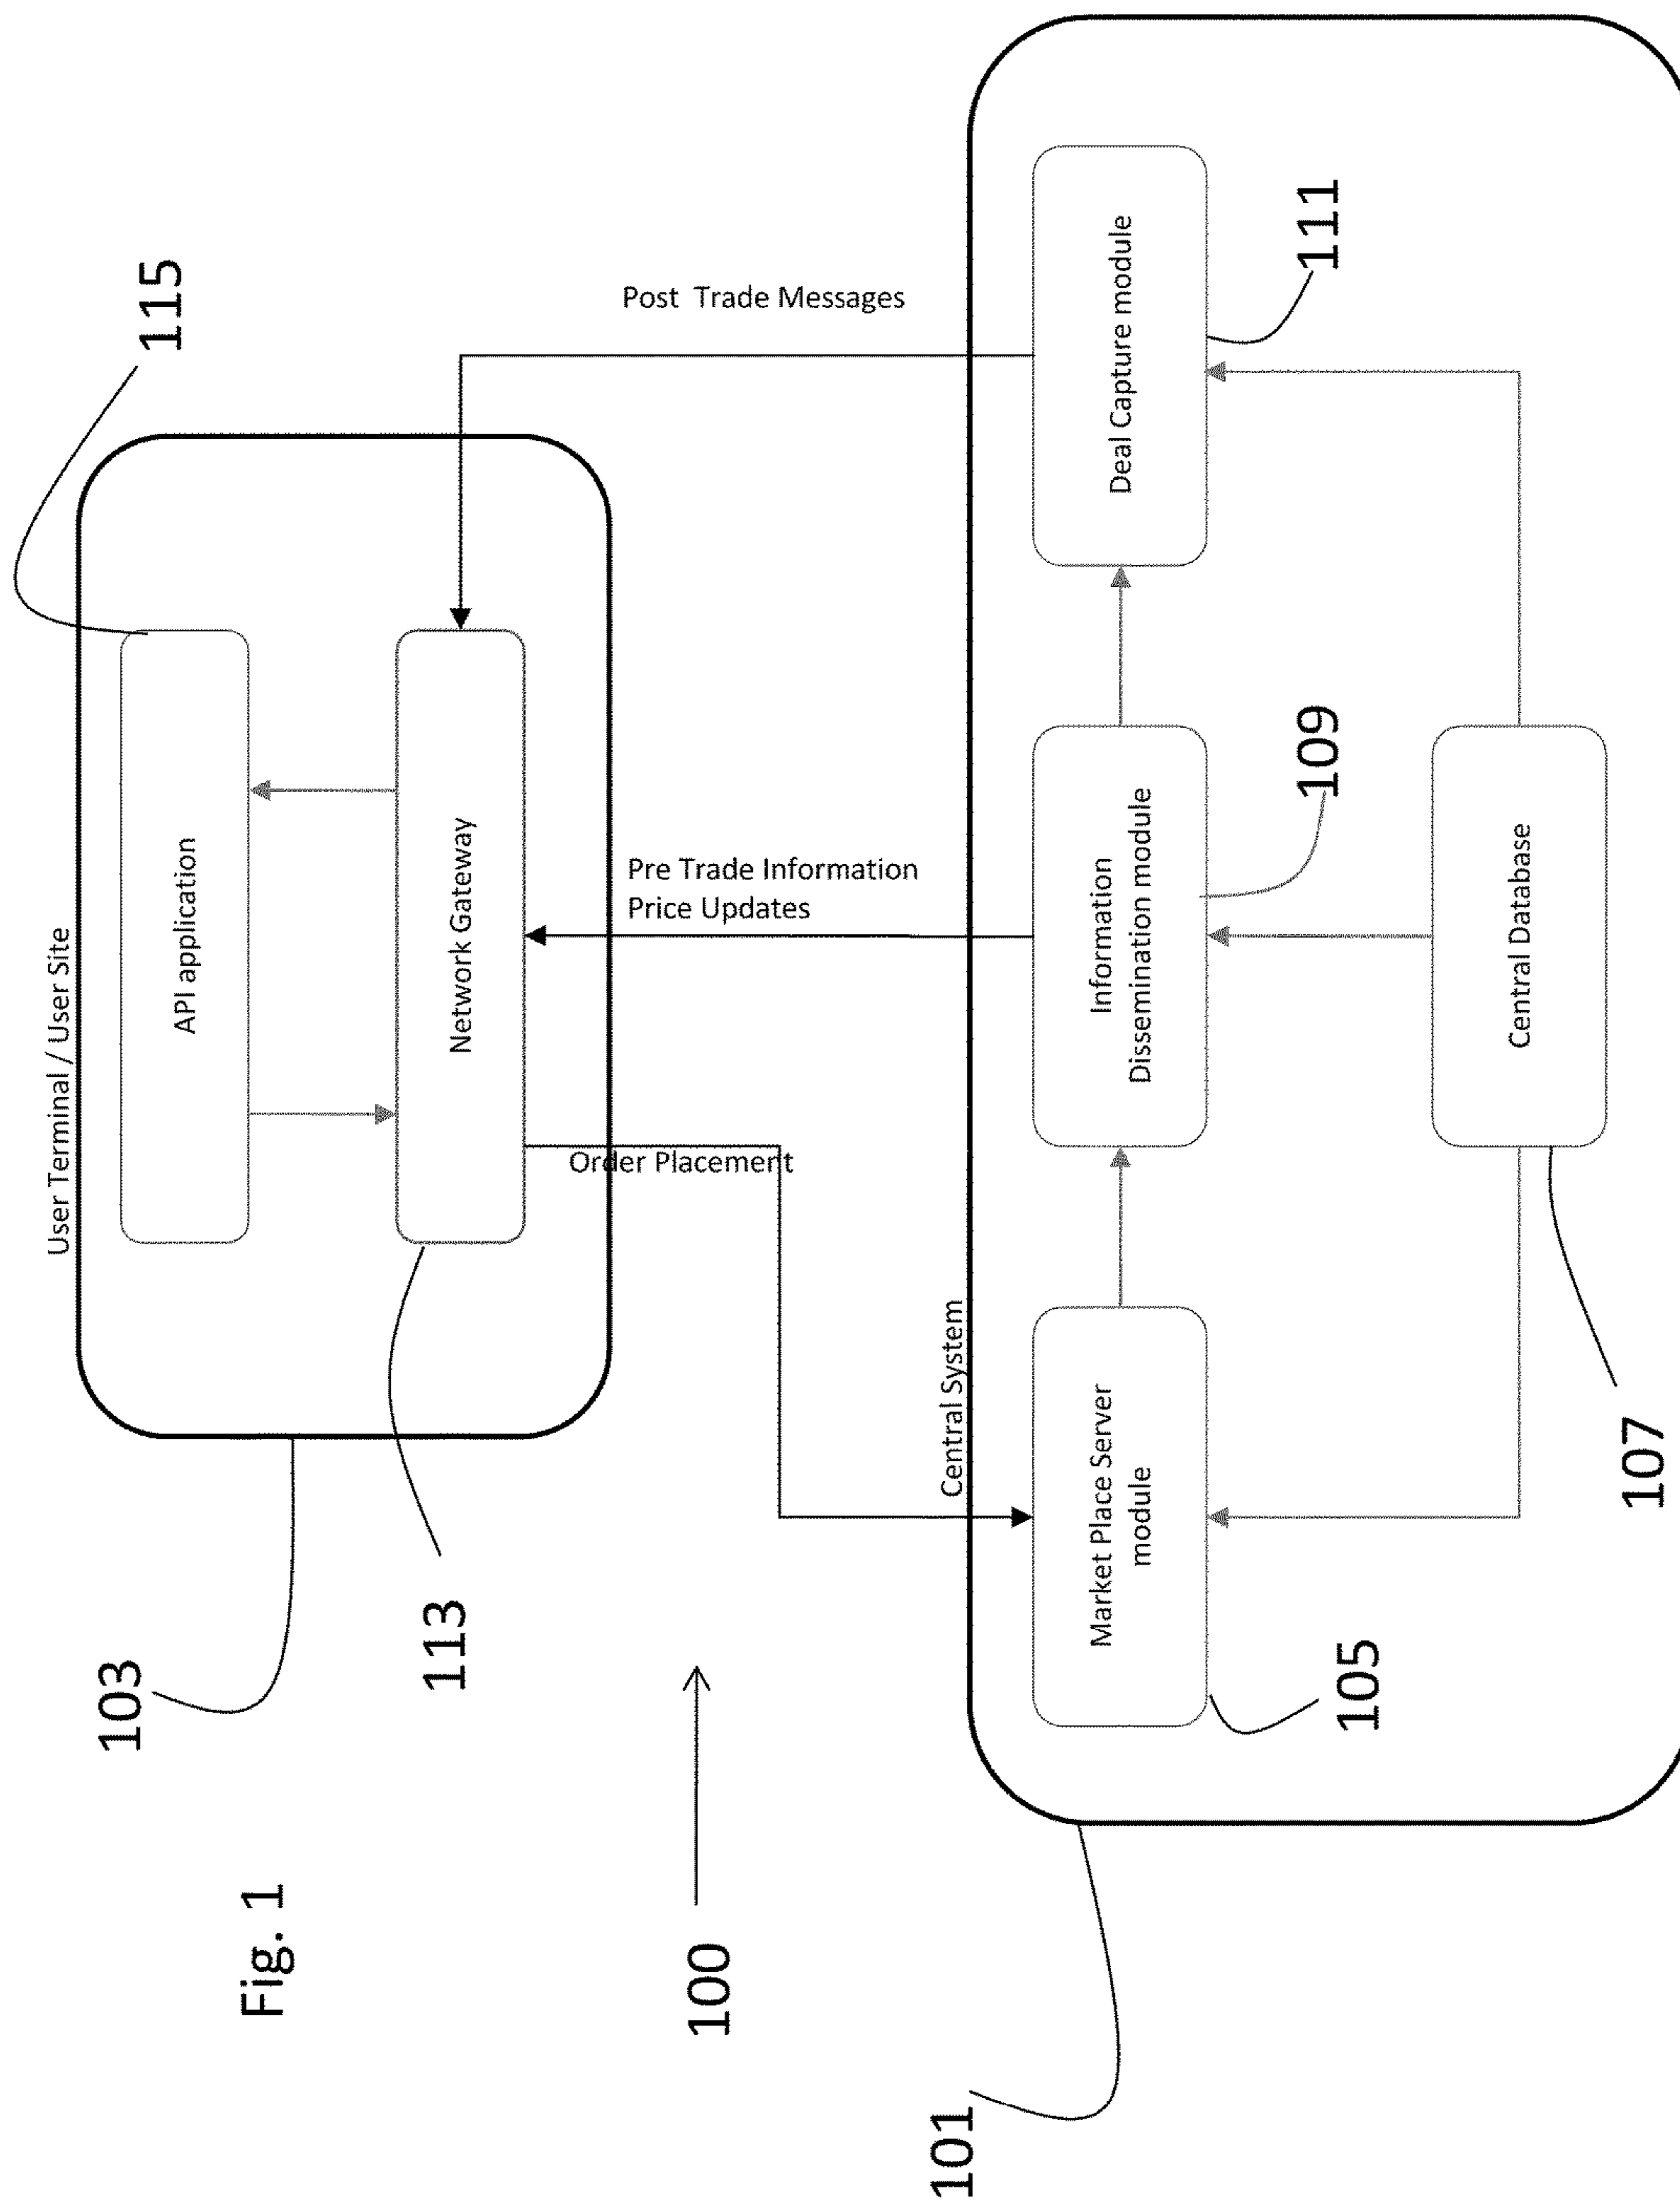 Fig. 1
100
103
User Terminal / User Site
115
API application
Network Gateway
113
Order Placement
Pre Trade Information
Price Updates
Post  Trade Messages
101
Central System
Market Place Server
module
105
Information
Dissemination module
109
Deal Capture module
111
Central Database
107